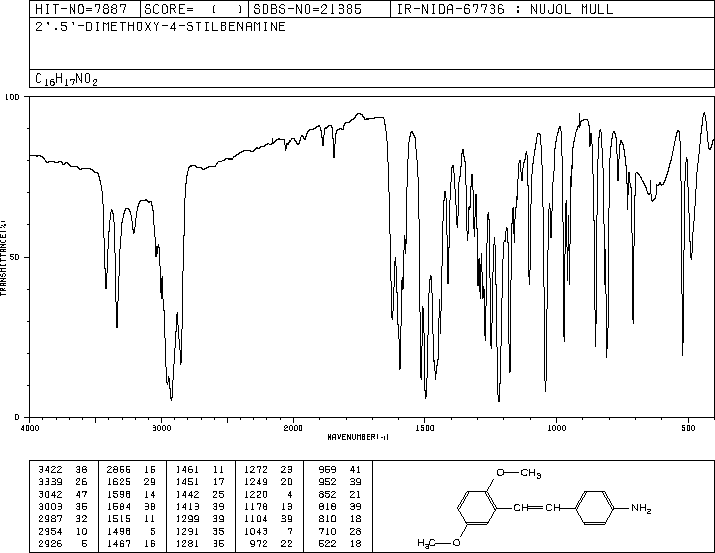 HIT-NO=7887 SCORE= ( ) SDBS-NO=21385 IR-NIDA-67736 : NUJOL MULL
2',5'-DIMETHOXY-4-STILBENAMINE
C16H17NO2
100
50
0
TRANSMITTANCE(%)
4000 3000 2000 1500 1000 500
WAVENUMBER(-1)
3422 38 2866 16 1461 11 1272 23 969 41
3339 26 1625 29 1451 17 1249 20 952 39
3042 47 1598 14 1442 25 1220 4 852 21
3003 35 1584 38 1413 39 1178 13 818 39
2987 32 1515 11 1299 39 1104 39 810 18
2954 10 1498 5 1291 35 1043 7 710 28
2926 5 1467 16 1281 35 972 22 522 18
O CH3
NH2
H3C O